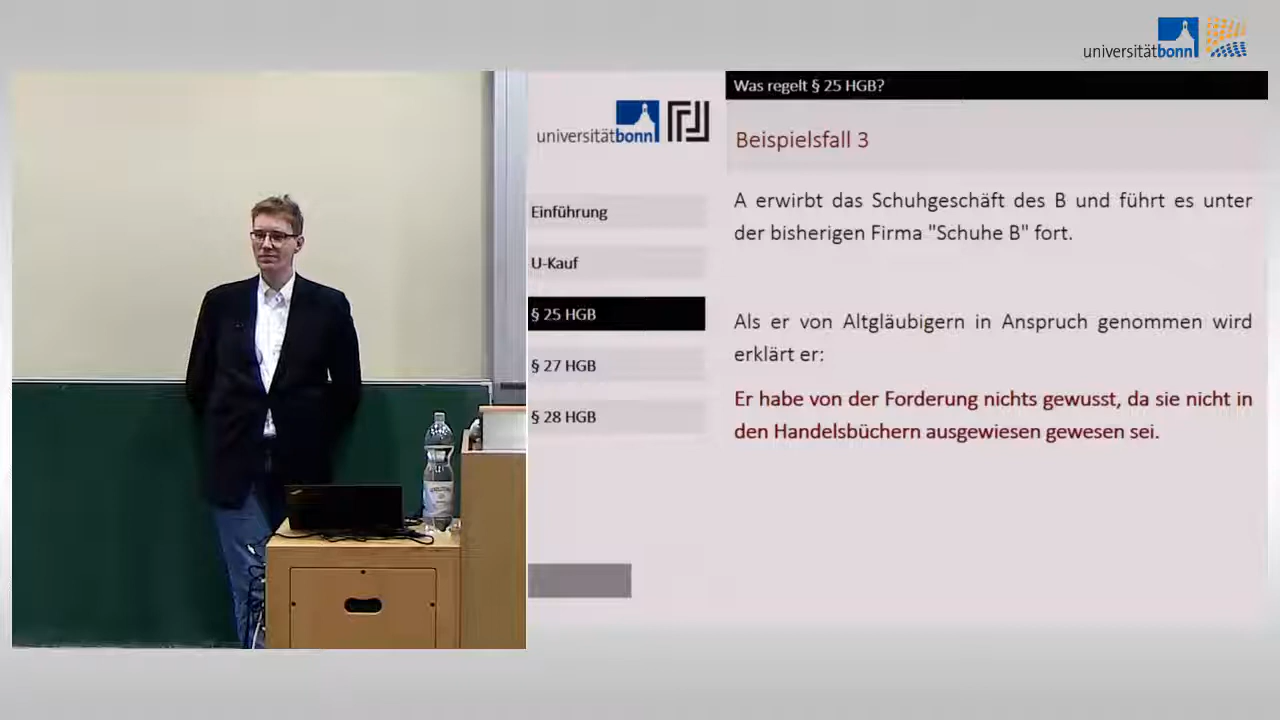 universitätbonn
Was regelt § 25 HGB?
universitätbonn
Beispielsfall 3
A erwirbt das Schuhgeschäft des B und führt es unter
der bisherigen Firma "Schuhe B" fort.
Einführung
U-Kauf
§ 25 HGB
§ 27 HGB
§ 28 HGB
Als er von Altgläubigern in Anspruch genommen wird
erklärt er:
Er habe von der Forderung nichts gewusst, da sie nicht in
den Handelsbüchern ausgewiesen gewesen sei.